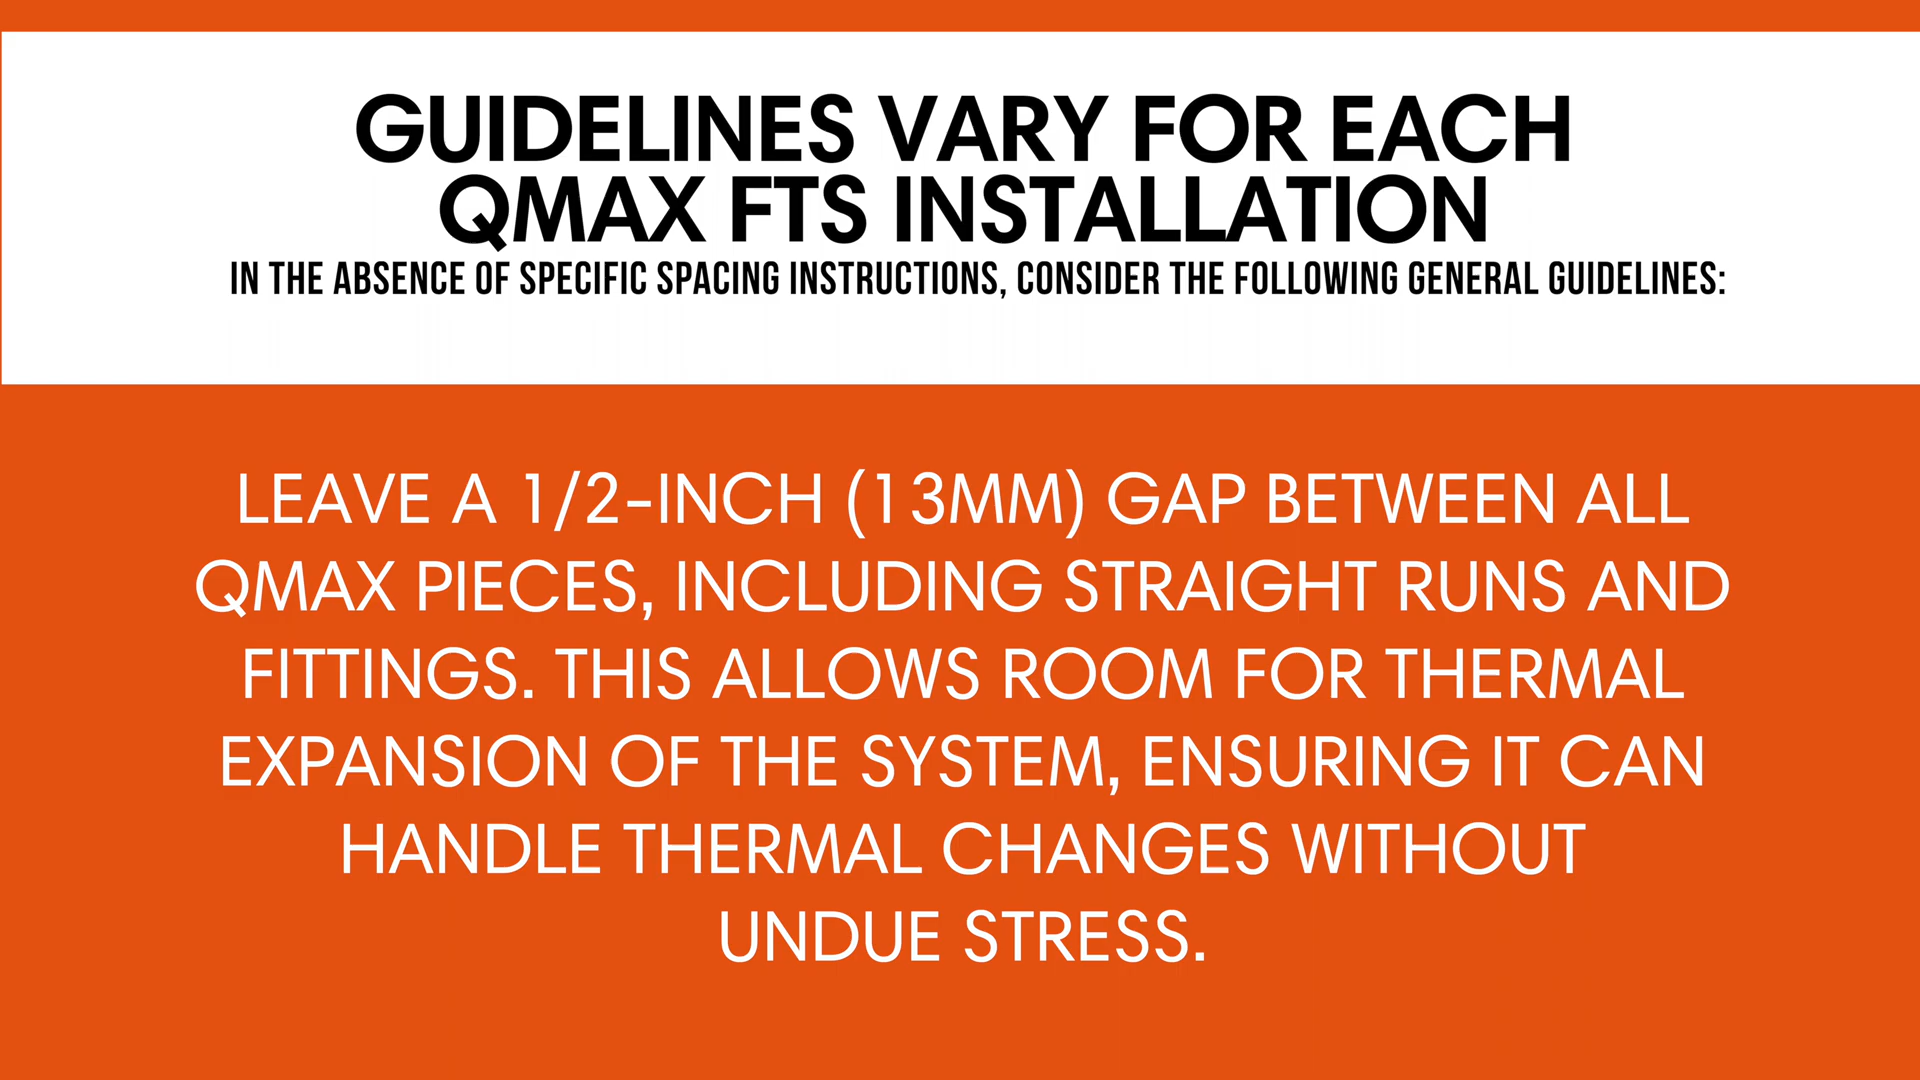 GUIDELINES VARY FOR EACH
QMAX FTS INSTALLATION
IN THE ABSENCE OF SPECIFIC SPACING INSTRUCTIONS, CONSIDER THE FOLLOWING GENERAL GUIDELINES:
LEAVE A 1/2-INCH (13MM) GAP BETWEEN ALL
QMAX PIECES, INCLUDING STRAIGHT RUNS AND
FITTINGS. THIS ALLOWS ROOM FOR THERMAL
EXPANSION OF THE SYSTEM, ENSURING IT CAN
HANDLE THERMAL CHANGES WITHOUT
UNDUE STRESS.